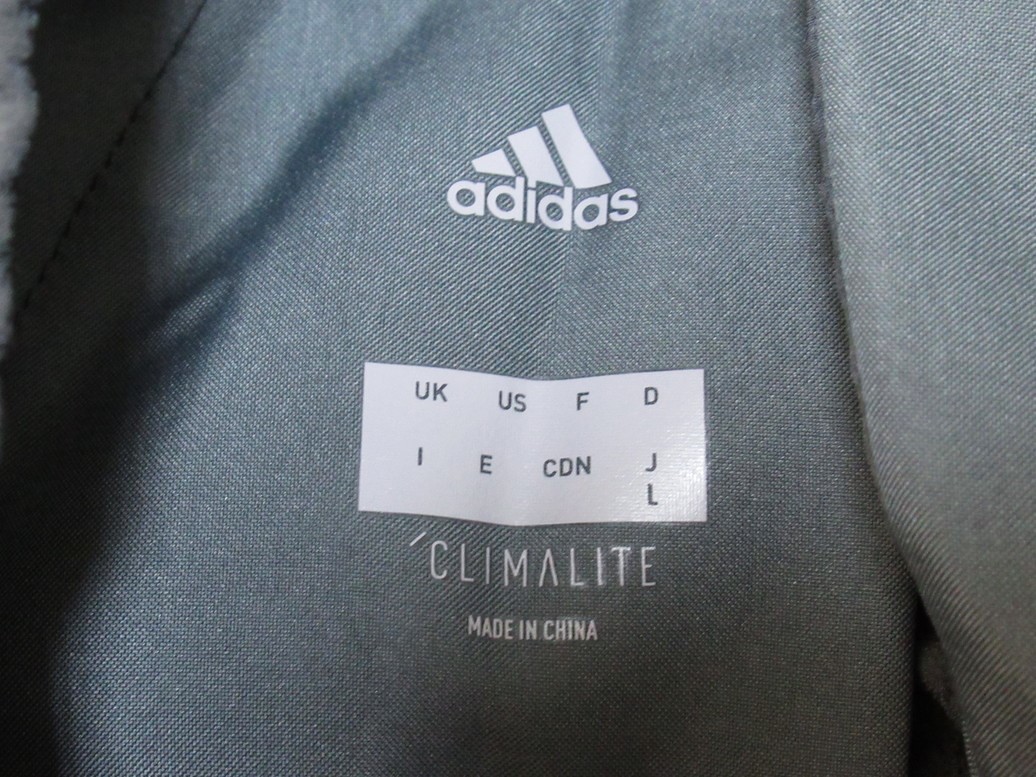 adidas
UK US F D
I E CDN J
L
´CLIMALITE
MADE IN CHINA